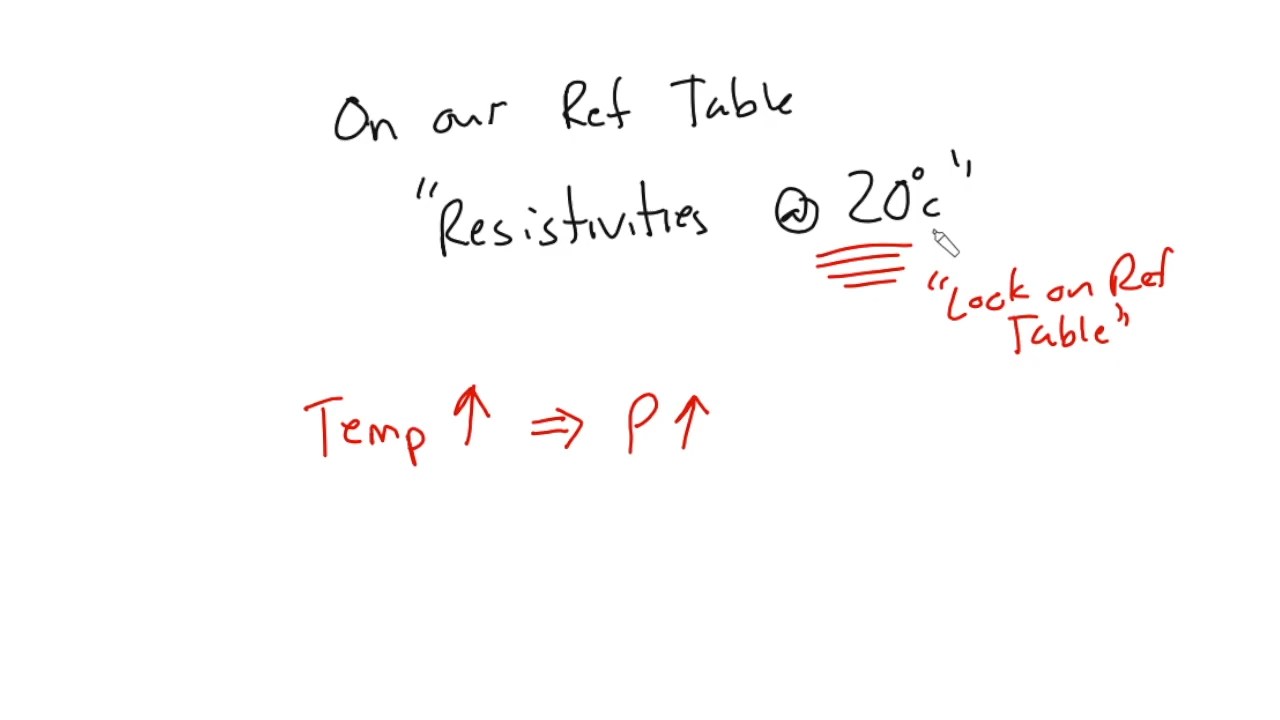 On our Ref Table
"Resistivities @ 20°c"
"Look on Ref
Table"
Temp ↑ ⇒ ρ ↑